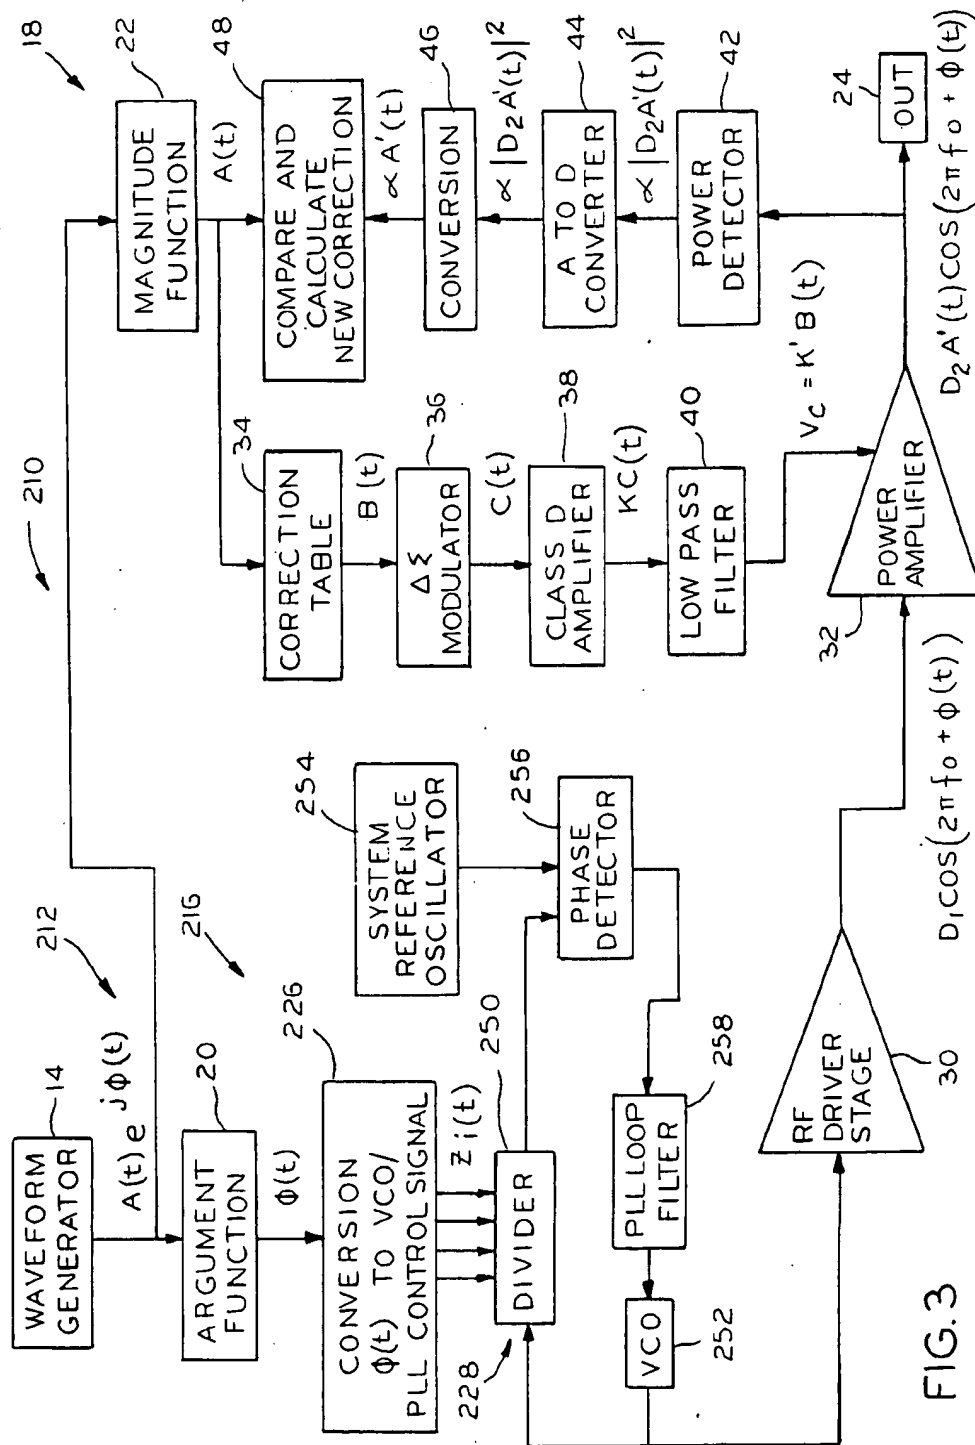 210
18
212
14
WAVEFORM
GENERATOR
A(t)e jϕ(t)
216
20
ARGUMENT
FUNCTION
ϕ(t)
226
CONVERSION
ϕ(t) TO VCO/
PLL CONTROL SIGNAL
Zi(t)
250
DIVIDER
228
254
SYSTEM
REFERENCE
OSCILLATOR
256
PHASE
DETECTOR
258
PLL LOOP
FILTER
VCO
252
RF
DRIVER
STAGE
30
D₁COS(2πfo + ϕ(t))
22
MAGNITUDE
FUNCTION
A(t)
34
CORRECTION
TABLE
B(t)
36
ΔΣ
MODULATOR
C(t)
38
CLASS D
AMPLIFIER
KC(t)
40
LOW PASS
FILTER
Vc = K'B(t)
48
COMPARE AND
CALCULATE
NEW CORRECTION
∝ A'(t)
46
CONVERSION
∝ |D₂A'(t)|²
44
A TO D
CONVERTER
∝ |D₂A'(t)|²
42
POWER
DETECTOR
32
POWER
AMPLIFIER
24
OUT
D₂A'(t)COS(2πfo + ϕ(t))
FIG. 3